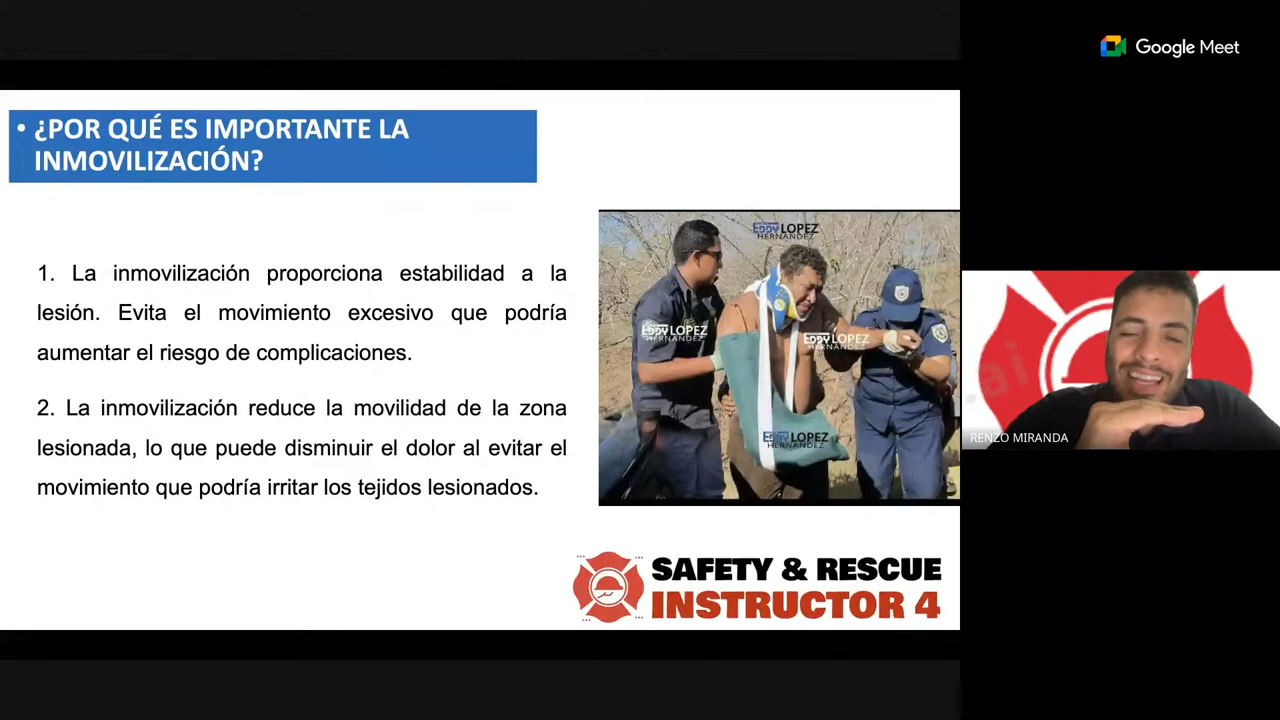 Google Meet
• ¿POR QUÉ ES IMPORTANTE LA
INMOVILIZACIÓN?
1. La inmovilización proporciona estabilidad a la
lesión. Evita el movimiento excesivo que podría
aumentar el riesgo de complicaciones.
2. La inmovilización reduce la movilidad de la zona
lesionada, lo que puede disminuir el dolor al evitar el
movimiento que podría irritar los tejidos lesionados.
EDDY LOPEZ
HERNANDEZ
EDDY LOPEZ
HERNANDEZ
EDDY LOPEZ
HERNANDEZ
EDDY LOPEZ
HERNANDEZ
SAFETY & RESCUE
INSTRUCTOR 4
.ai
RENZO MIRANDA